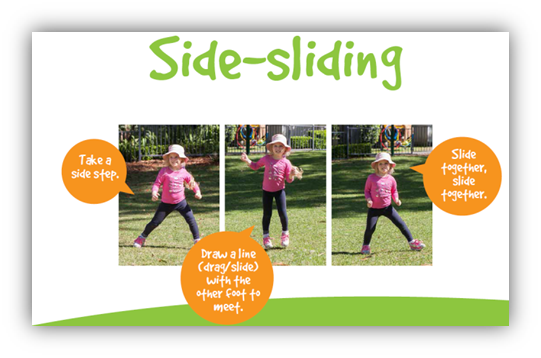 Side-sliding
Take a
side step.
Draw a line
(drag/slide)
with the
other foot to
meet.
Slide
together,
slide
together.